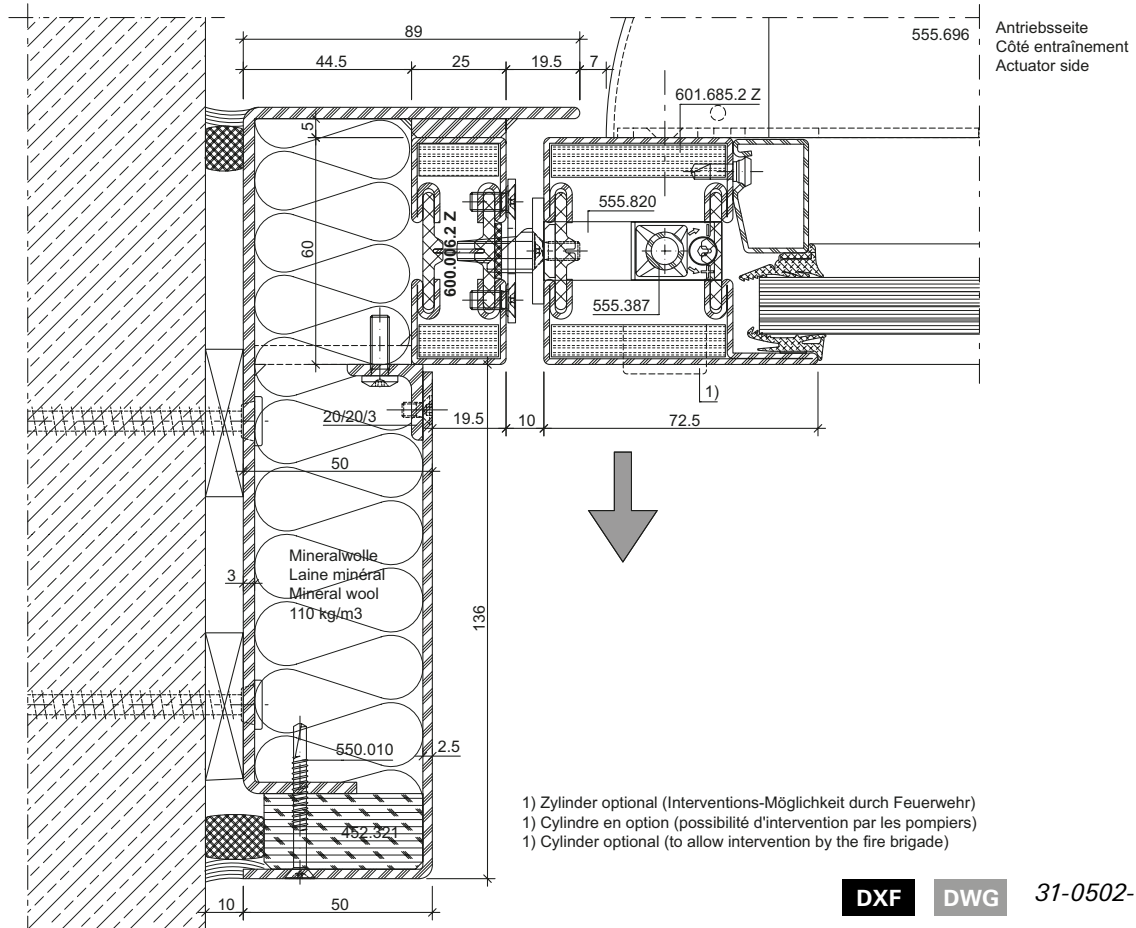 89
44.5 25 19.5 7
555.696
Antriebsseite
Côté entraînement
Actuator side
601.685.2 Z
5
60
600.006.2 Z
555.820
555.387
1)
20/20/3
19.5 10 72.5
50
Mineralwolle
Laine minéral
Mineral wool
110 kg/m3
3
136
550.010
2.5
452.321
10 50
1) Zylinder optional (Interventions-Möglichkeit durch Feuerwehr)
1) Cylindre en option (possibilité d'intervention par les pompiers)
1) Cylinder optional (to allow intervention by the fire brigade)
DXF DWG 31-0502-